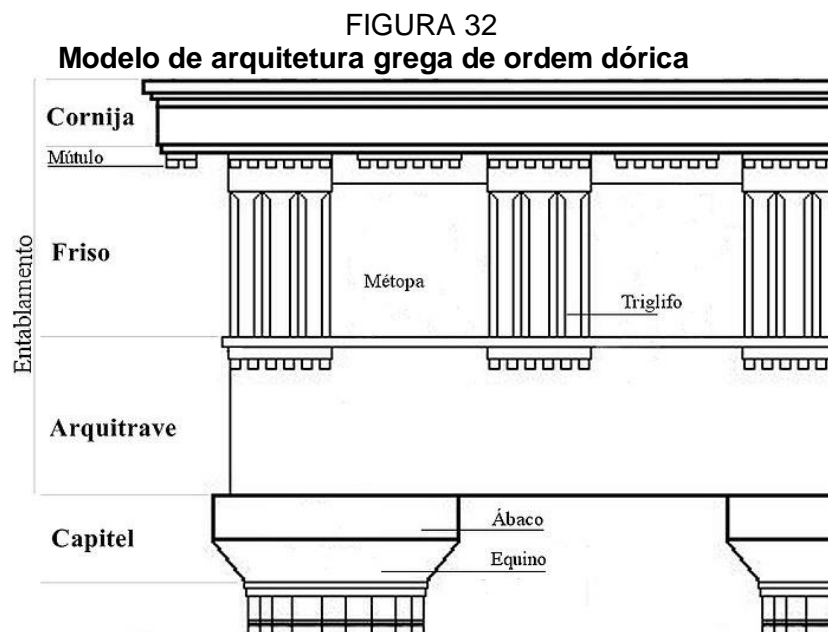 FIGURA 32
Modelo de arquitetura grega de ordem dórica
Cornija
Mútulo
Entablamento
Friso
Métopa
Triglifo
Arquitrave
Capitel
Ábaco
Equino